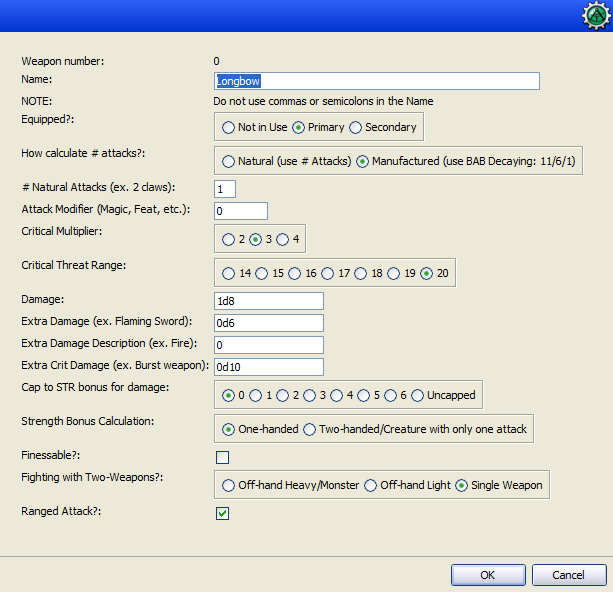 Weapon number: 0
Name: Longbow
NOTE: Do not use commas or semicolons in the Name
Equipped?: Not in Use Primary Secondary
How calculate # attacks?: Natural (use # Attacks) Manufactured (use BAB Decaying: 11/6/1)
# Natural Attacks (ex. 2 claws): 1
Attack Modifier (Magic, Feat, etc.): 0
Critical Multiplier: 2 3 4
Critical Threat Range: 14 15 16 17 18 19 20
Damage: 1d8
Extra Damage (ex. Flaming Sword): 0d6
Extra Damage Description (ex. Fire): 0
Extra Crit Damage (ex. Burst weapon): 0d10
Cap to STR bonus for damage: 0 1 2 3 4 5 6 Uncapped
Strength Bonus Calculation: One-handed Two-handed/Creature with only one attack
Finessable?:
Fighting with Two-Weapons?: Off-hand Heavy/Monster Off-hand Light Single Weapon
Ranged Attack?:
OK Cancel